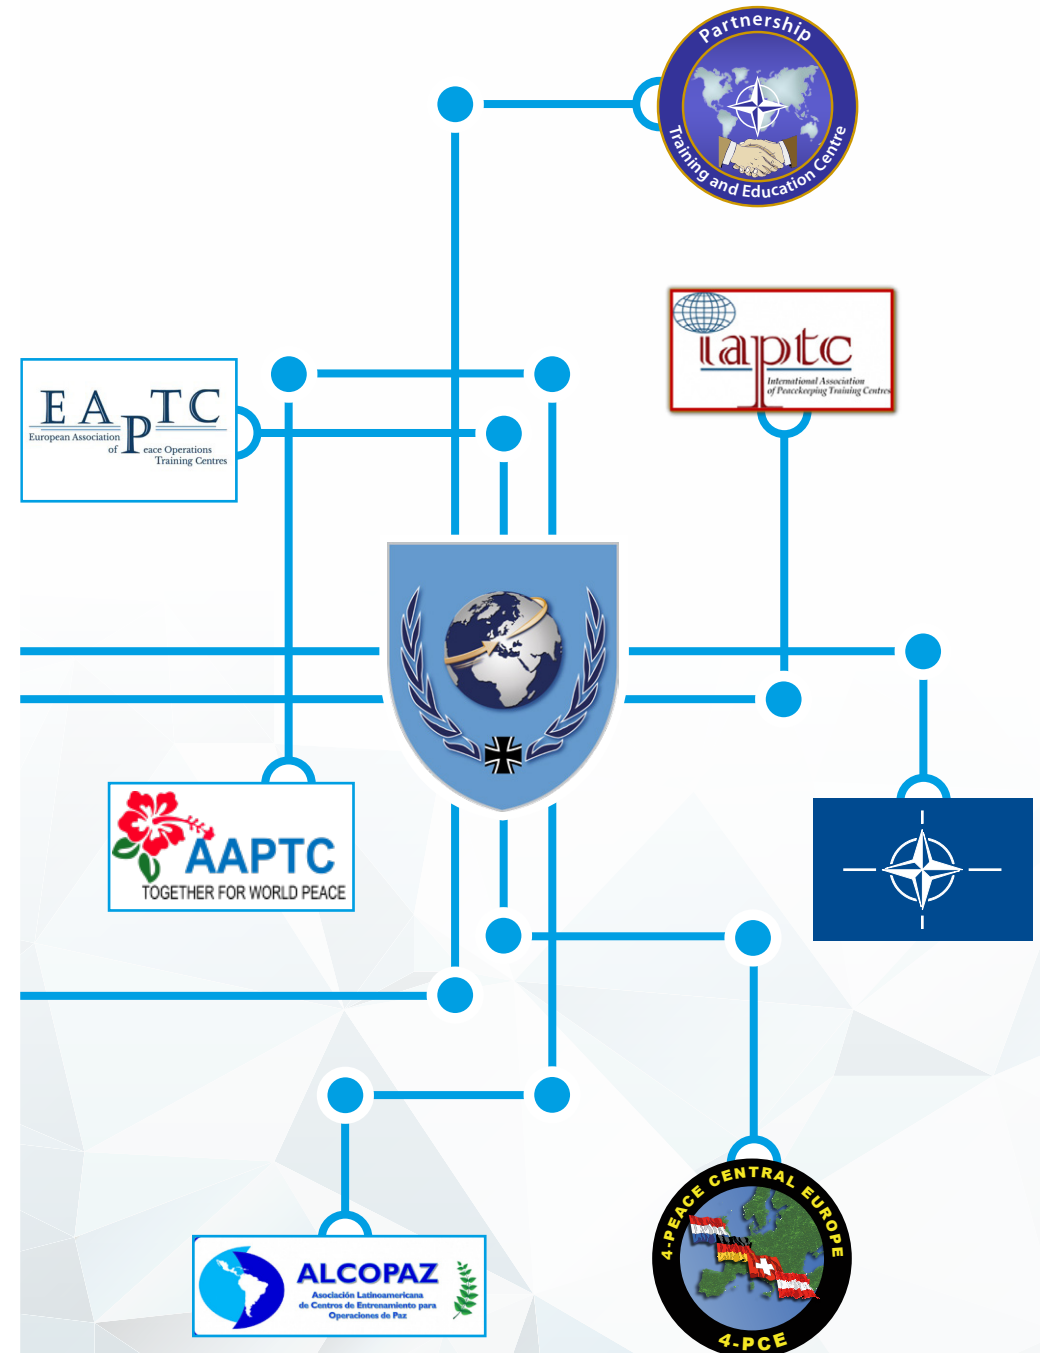 Partnership
Training and Education Centre
iaptc
International Association
of Peacekeeping Training Centres
EAPTC
European Association
of Peace Operations
Training Centres
AAPTC
TOGETHER FOR WORLD PEACE
ALCOPAZ
Asociación Latinoamericana
de Centros de Entrenamiento para
Operaciones de Paz
4-PEACE CENTRAL EUROPE
4-PCE